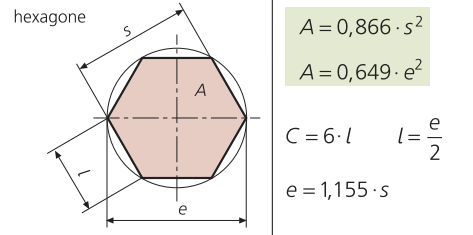 hexagone
s
A
l
e
A = 0,866 · s²
A = 0,649 · e²
C = 6 · l    l = e/2
e = 1,155 · s